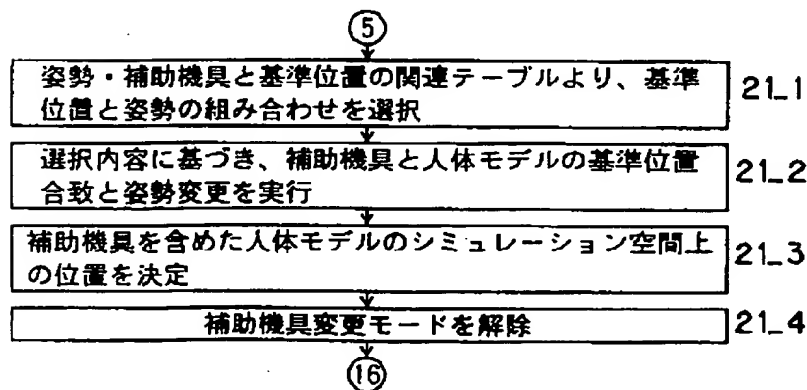 ⑤
姿勢・補助機具と基準位置の関連テーブルより、基準
位置と姿勢の組み合わせを選択
21_1
選択内容に基づき、補助機具と人体モデルの基準位置
合致と姿勢変更を実行
21_2
補助機具を含めた人体モデルのシミュレーション空間上
の位置を決定
21_3
補助機具変更モードを解除
21_4
⑯